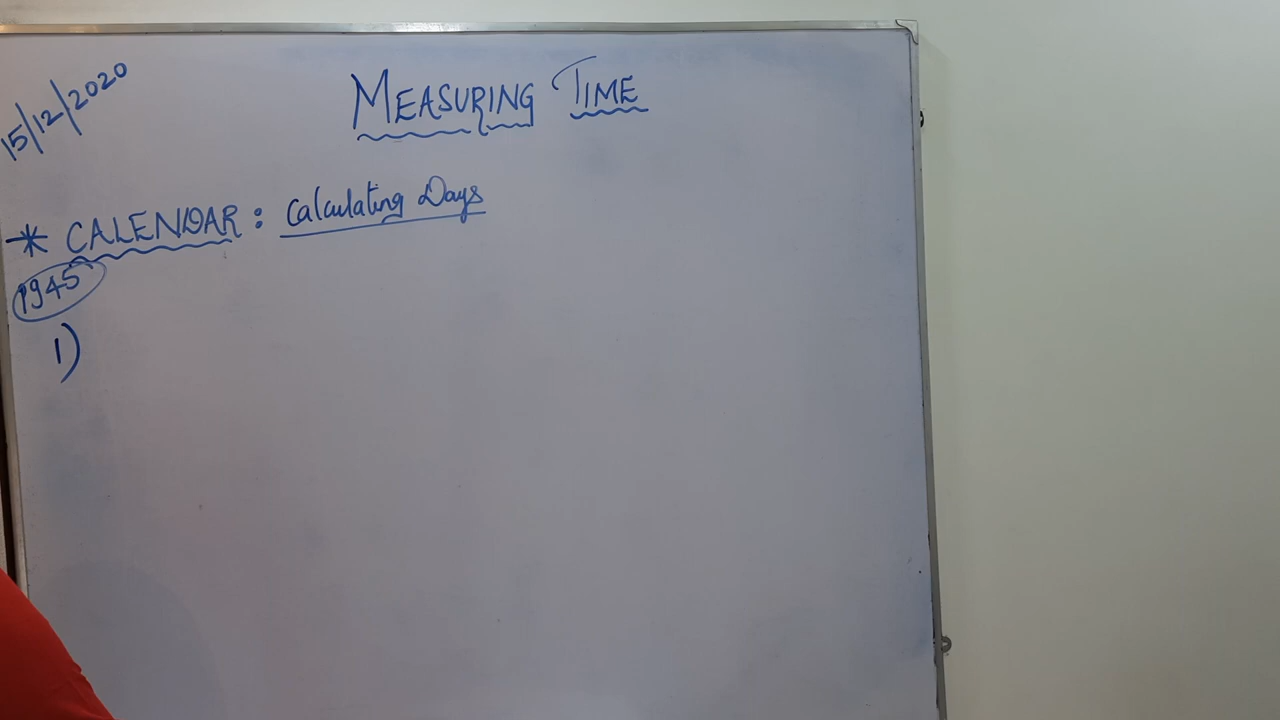 15/12/2020
MEASURING TIME
* CALENDAR : Calculating Days
1945
1)